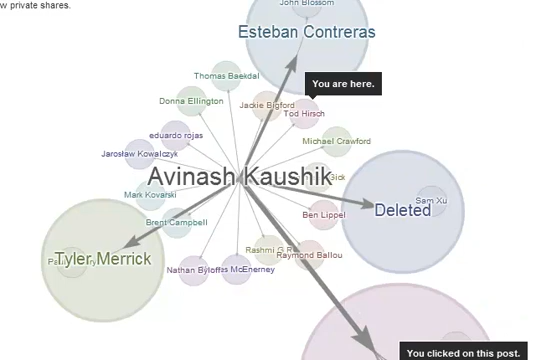 w private shares.
John Blossom
Esteban Contreras
Thomas Baekdal
You are here.
Donna Ellington
Jackie Bigford
Tod Hirsch
eduardo rojas
Michael Crawford
Jarosław Kowalczyk
Avinash Kaushik
Gick
Mark Kovarski
Sam Xu
Deleted
Ben Lippel
Brent Campbell
Tyler Merrick
Rashmi G R
Raymond Ballou
Nathan Byloff
McEnerney
You clicked on this post.